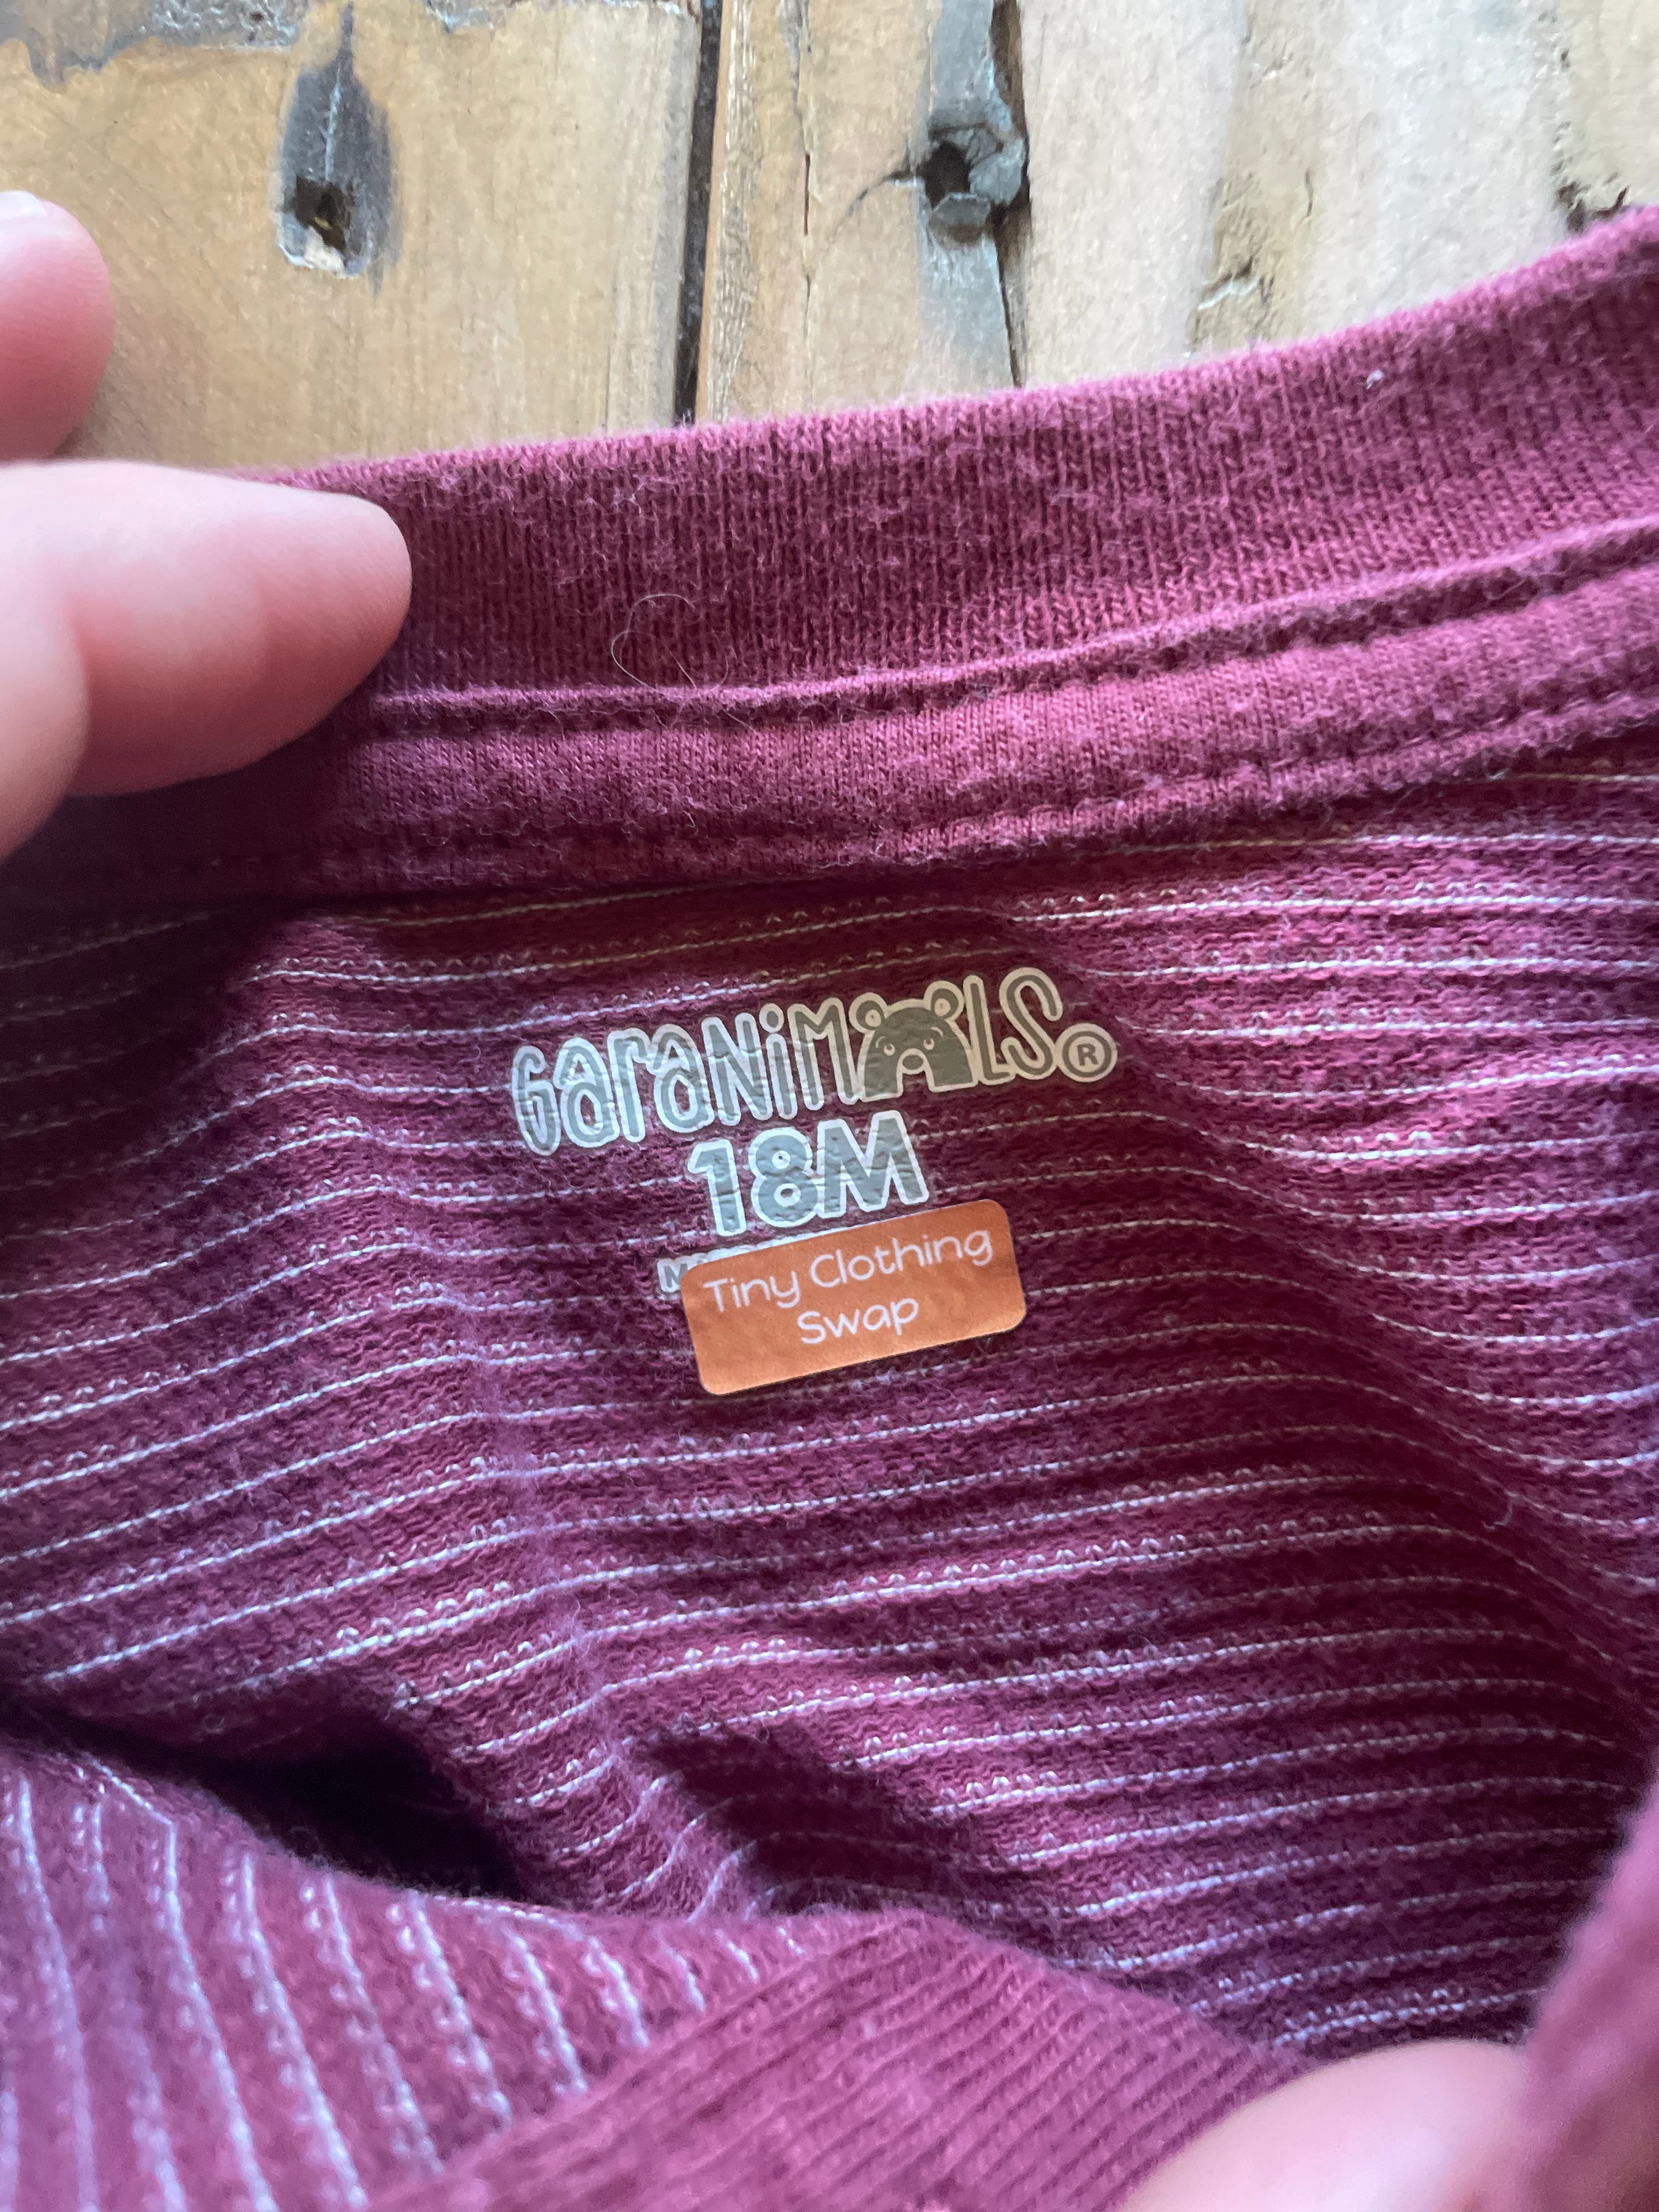 GaraNiMALS®
18M
Tiny Clothing
Swap